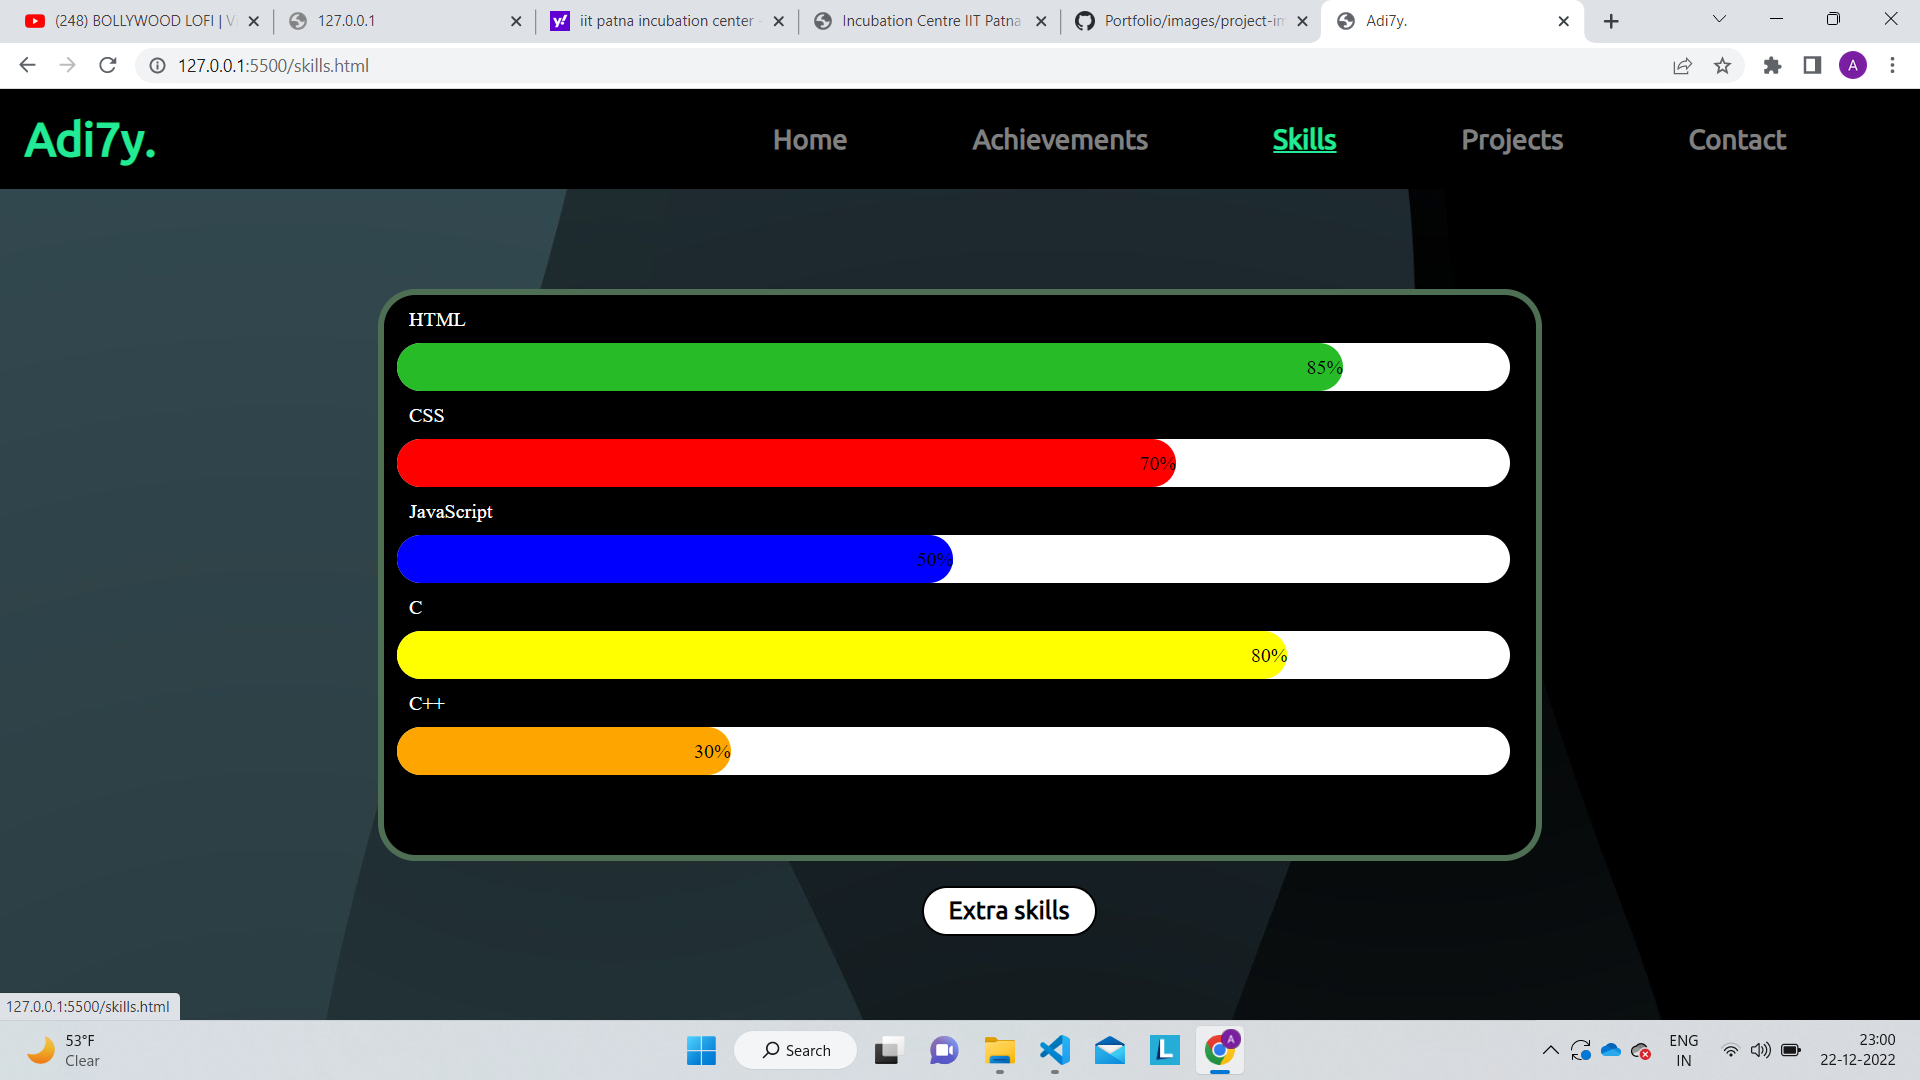 (248) BOLLYWOOD LOFI | V
127.0.0.1
iit patna incubation center -
Incubation Centre IIT Patna
Portfolio/images/project-im
Adi7y.
127.0.0.1:5500/skills.html
A
Adi7y.
Home
Achievements
Skills
Projects
Contact
HTML
85%
CSS
70%
JavaScript
50%
C
80%
C++
30%
Extra skills
127.0.0.1:5500/skills.html
53°F
Clear
Search
L
A
ENG
IN
23:00
22-12-2022